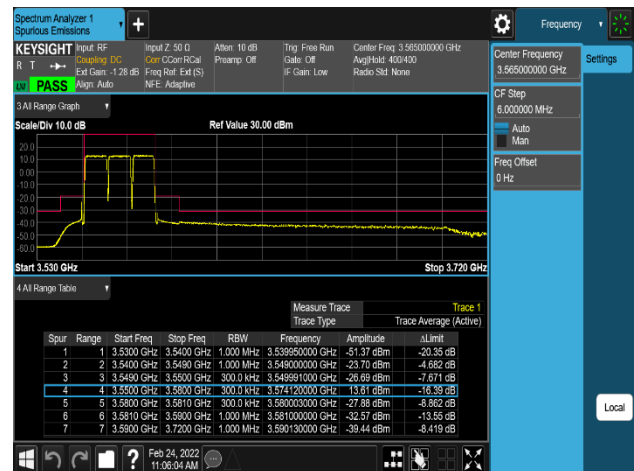 Spectrum Analyzer 1
Spurious Emissions
Frequency
KEYSIGHT
R T
LXI PASS
Input: RF
Coupling: DC
Ext Gain: -1.28 dB
Align: Auto
Input Z: 50 Ω
Corr CCorr RCal
Freq Ref: Ext (S)
NFE: Adaptive
Atten: 10 dB
Preamp: Off
Trig: Free Run
Gate: Off
IF Gain: Low
Center Freq: 3.565000000 GHz
Avg|Hold: 400/400
Radio Std: None
Center Frequency
3.565000000 GHz
Settings
CF Step
6.000000 MHz
Auto
Man
Freq Offset
0 Hz
3 All Range Graph
Scale/Div 10.0 dB
Ref Value 30.00 dBm
20.0
10.0
0.00
-10.0
-20.0
-30.0
-40.0
-50.0
-60.0
Start 3.530 GHz
Stop 3.720 GHz
4 All Range Table
Measure Trace Trace 1
Trace Type Trace Average (Active)
Spur Range Start Freq Stop Freq RBW Frequency Amplitude ΔLimit
1 1 3.5300 GHz 3.5400 GHz 1.000 MHz 3.539950000 GHz -51.37 dBm -20.35 dB
2 2 3.5400 GHz 3.5490 GHz 1.000 MHz 3.549000000 GHz -23.70 dBm -4.682 dB
3 3 3.5490 GHz 3.5500 GHz 300.0 kHz 3.549991000 GHz -26.69 dBm -7.671 dB
4 4 3.5500 GHz 3.5800 GHz 300.0 kHz 3.574120000 GHz 13.61 dBm -16.39 dB
5 5 3.5800 GHz 3.5810 GHz 300.0 kHz 3.580003000 GHz -27.88 dBm -8.862 dB
6 6 3.5810 GHz 3.5900 GHz 1.000 MHz 3.581000000 GHz -32.57 dBm -13.55 dB
7 7 3.5900 GHz 3.7200 GHz 1.000 MHz 3.590130000 GHz -39.44 dBm -8.419 dB
Local
?
Feb 24, 2022
11:06:04 AM